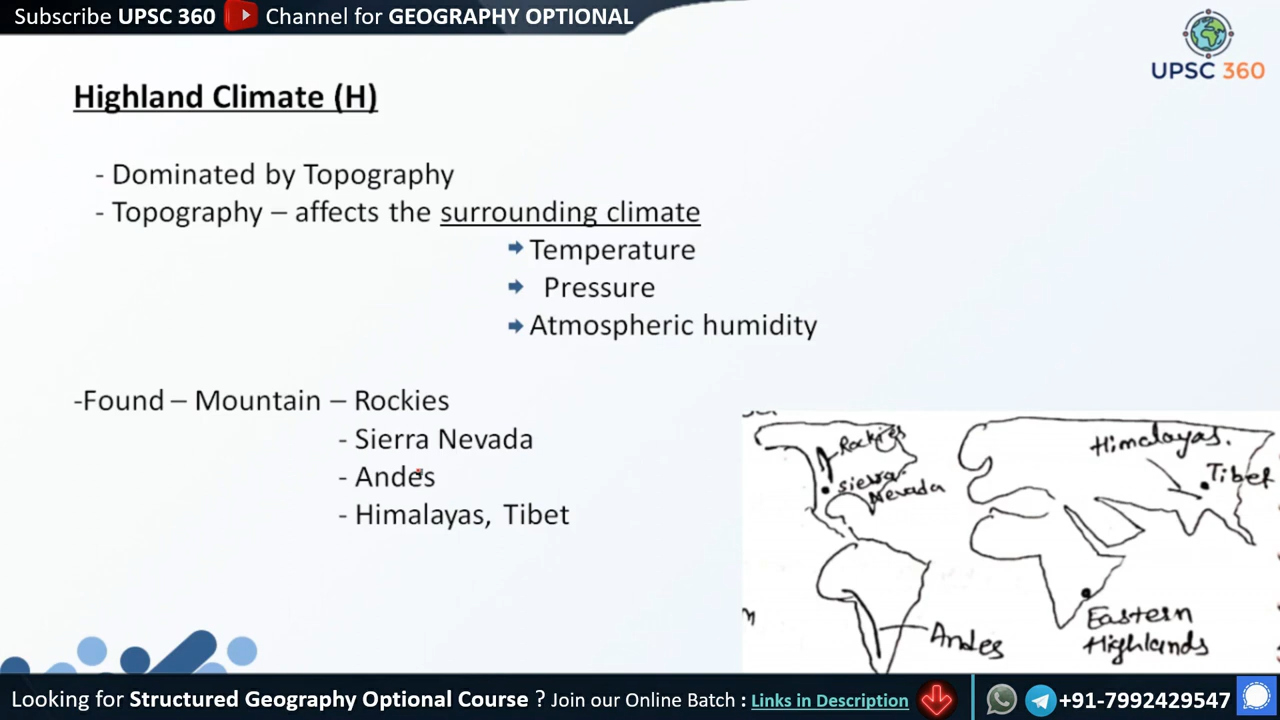 Subscribe UPSC 360 Channel for GEOGRAPHY OPTIONAL
UPSC 360
Highland Climate (H)
- Dominated by Topography
- Topography – affects the surrounding climate
Temperature
Pressure
Atmospheric humidity
-Found – Mountain – Rockies
- Sierra Nevada
- Andes
- Himalayas, Tibet
Rockies
Sierra
Nevada
Andes
Himalayas.
Tibet
Eastern
Highlands
Looking for Structured Geography Optional Course ? Join our Online Batch : Links in Description
+91-7992429547